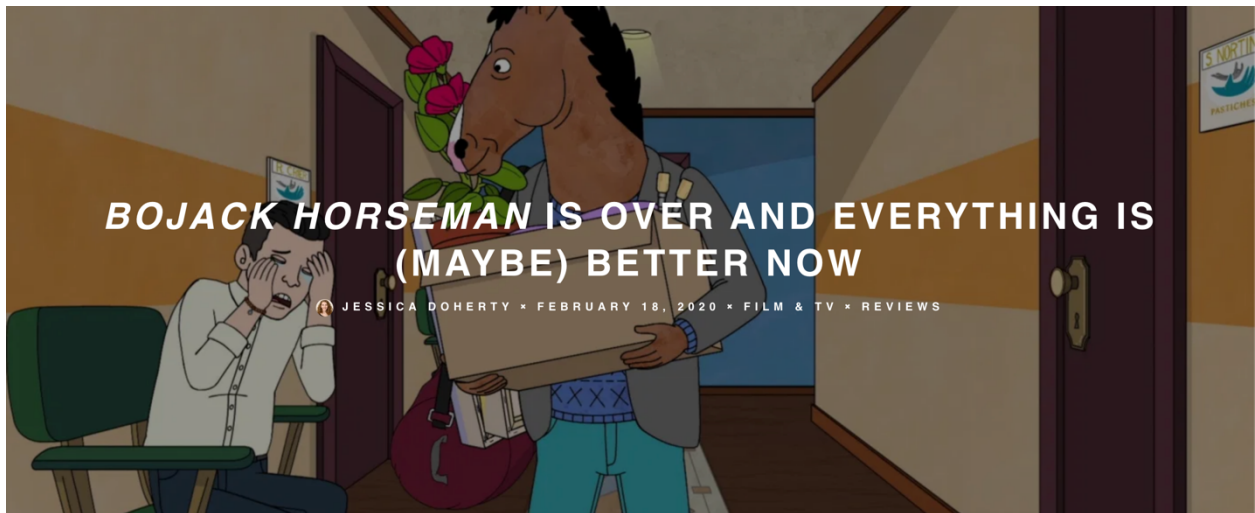 BOJACK HORSEMAN IS OVER AND EVERYTHING IS
(MAYBE) BETTER NOW
JESSICA DOHERTY × FEBRUARY 18, 2020 × FILM & TV × REVIEWS